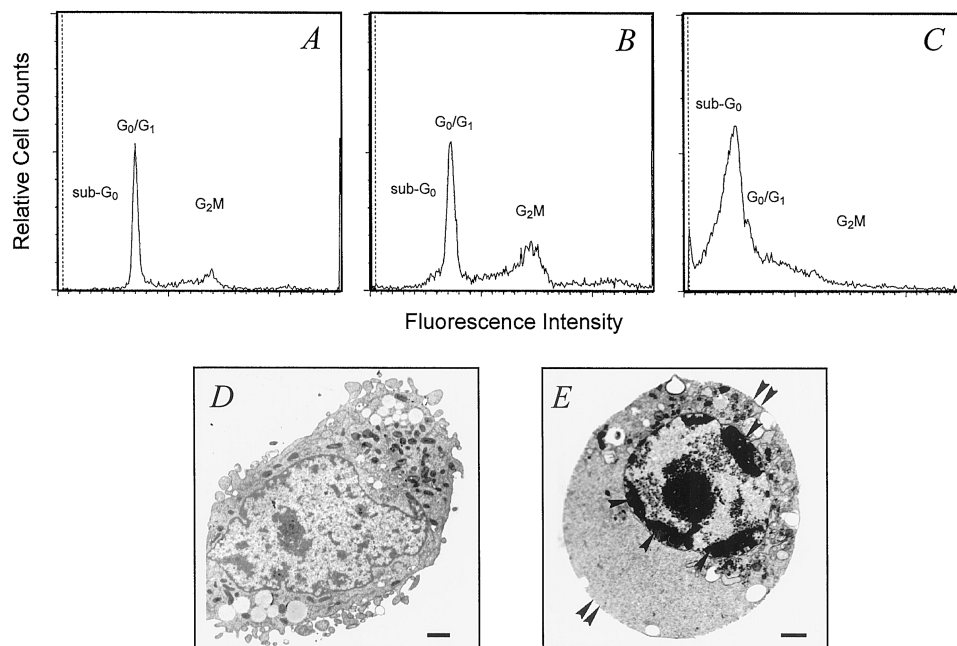 Relative Cell Counts
A
G0/G1
sub-G0
G2M
B
G0/G1
sub-G0
G2M
C
sub-G0
G0/G1
G2M
Fluorescence Intensity
D
E